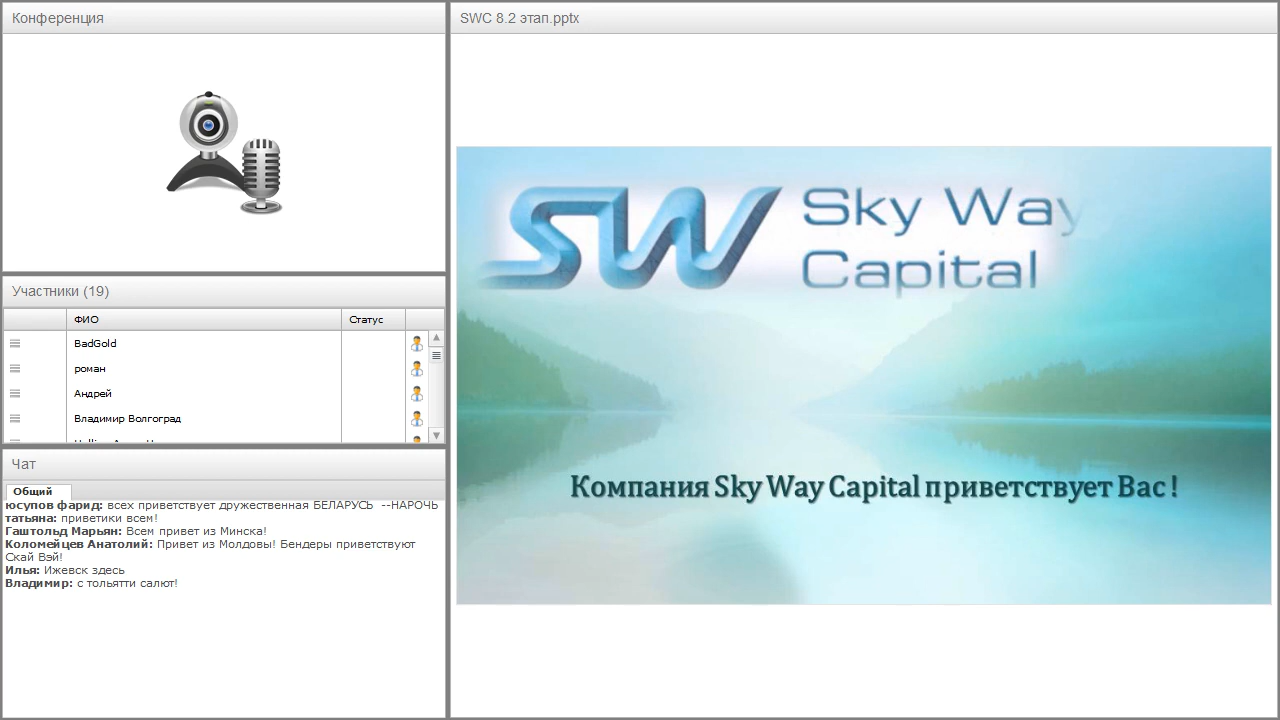 Конференция
Участники (19)
ФИО Статус
BadGold
роман
Андрей
Владимир Волгоград
Чат
Общий
юсупов фарид: всех приветствует дружественная БЕЛАРУСЬ --НАРОЧЬ
татьяна: приветики всем!
Гаштольд Марьян: Всем привет из Минска!
Коломейцев Анатолий: Привет из Молдовы! Бендеры приветствуют
Скай Вэй!
Илья: Ижевск здесь
Владимир: с тольятти салют!
SWC 8.2 этап.pptx
SW Sky Way
Capital
Компания Sky Way Capital приветствует Вас !